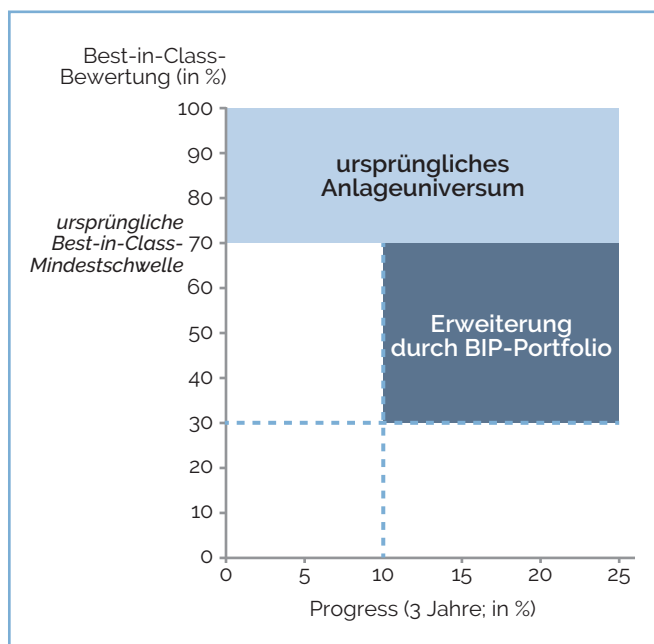 Best-in-Class-
Bewertung (in %)
100
90
80
70
60
50
40
30
20
10
0
ursprüngliche
Best-in-Class-
Mindestschwelle
ursprüngliches
Anlageuniversum
Erweiterung
durch BIP-Portfolio
0
5
10
15
20
25
Progress (3 Jahre; in %)